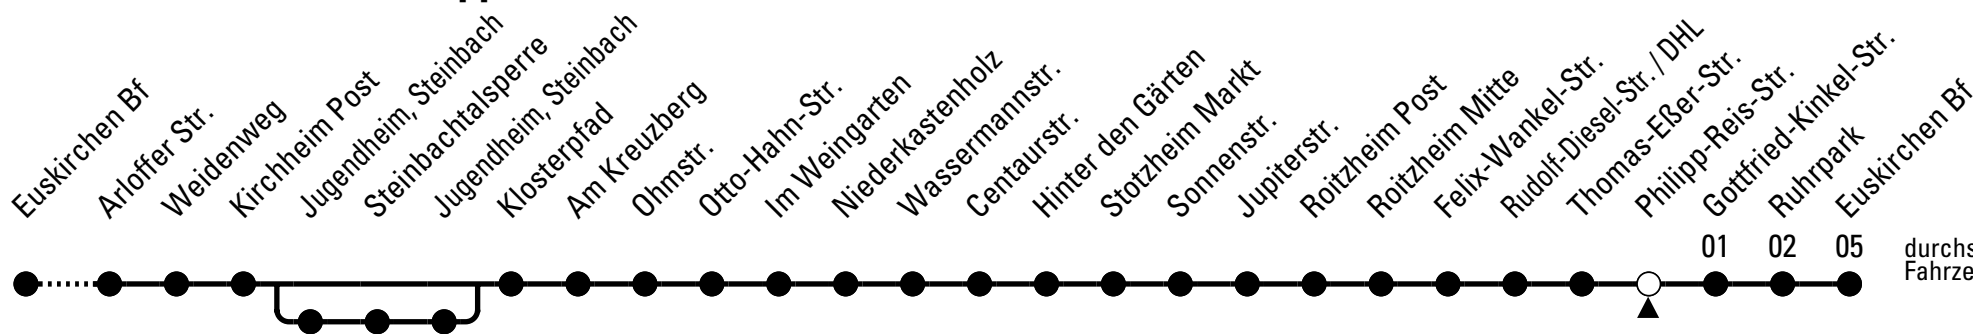 Euskirchen Bf
Arloffer Str.
Weidenweg
Kirchheim Post
Jugendheim, Steinbach
Steinbachtalsperre
Jugendheim, Steinbach
Klosterpfad
Am Kreuzberg
Ohmstr.
Otto-Hahn-Str.
Im Weingarten
Niederkastenholz
Wassermannstr.
Centaurstr.
Hinter den Gärten
Stotzheim Markt
Sonnenstr.
Jupiterstr.
Roitzheim Post
Roitzheim Mitte
Felix-Wankel-Str.
Rudolf-Diesel-Str. / DHL
Thomas-Eßer-Str.
Philipp-Reis-Str.
Gottfried-Kinkel-Str.
Ruhrpark
Euskirchen Bf
01 02 05
durchs
Fahrze